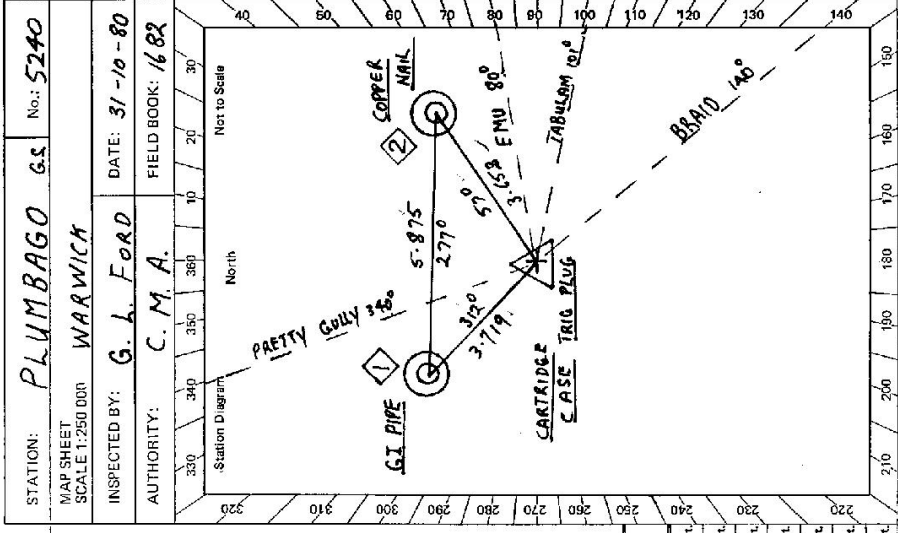 STATION: PLUMBAGO G.S. No.: 5240
MAP SHEET
SCALE 1:250 000 WARWICK
INSPECTED BY: G. L. FORD DATE: 31-10-80
AUTHORITY: C. M. A. FIELD BOOK: 1682
330 340 350 360 10 20 30
Station Diagram North Not to Scale
320 40
310 50
300 60
290 70
280 80
270 90
260 100
250 110
240 120
230 130
220 140
PRETTY GULLY
1
GI PIPE
5.875
277°
2
COPPER
NAIL
312°
3.719
57°
3.658
EMU 80°
TABULAM 101°
BRAID 140°
CARTRIDGE
CASE TRIG PLUG
210 200 190 180 170 160 150